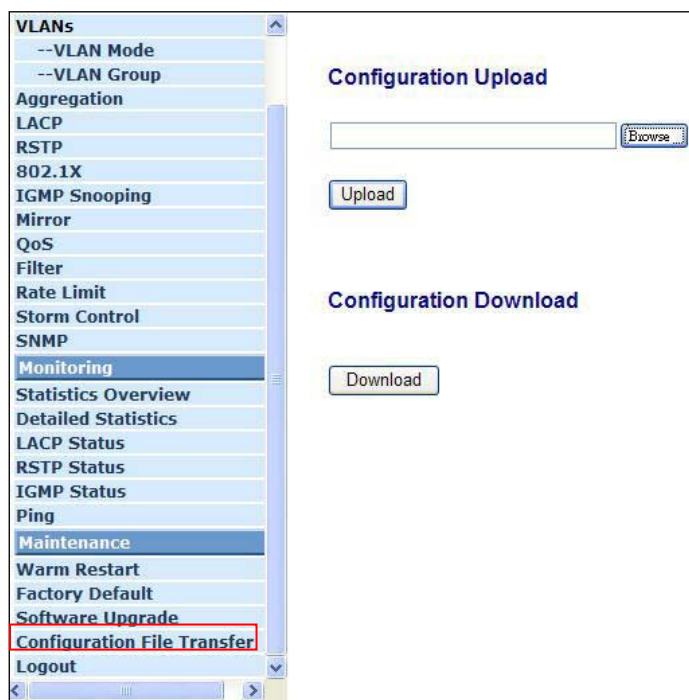 VLANs
--VLAN Mode
--VLAN Group
Aggregation
LACP
RSTP
802.1X
IGMP Snooping
Mirror
QoS
Filter
Rate Limit
Storm Control
SNMP
Monitoring
Statistics Overview
Detailed Statistics
LACP Status
RSTP Status
IGMP Status
Ping
Maintenance
Warm Restart
Factory Default
Software Upgrade
Configuration File Transfer
Logout
Configuration Upload
Browse...
Upload
Configuration Download
Download